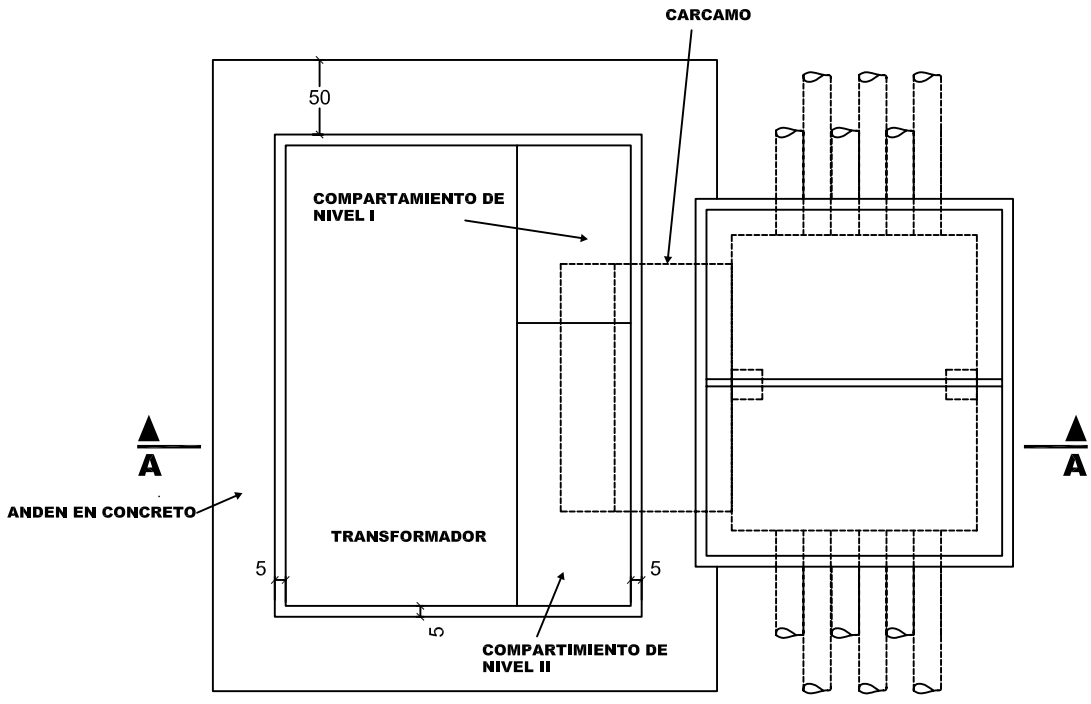 CARCAMO
50
COMPARTAMIENTO DE
NIVEL I
A
A
ANDEN EN CONCRETO
TRANSFORMADOR
5
5
5
COMPARTIMIENTO DE
NIVEL II